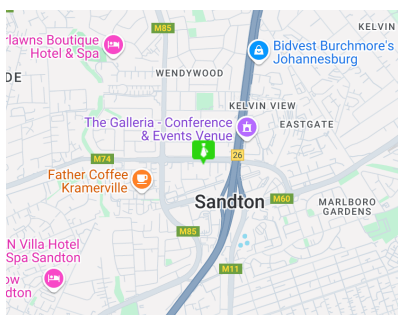 M85
KELVIN
rlawns Boutique
Hotel & Spa
Bidvest Burchmore's
Johannesburg
DE
WENDYWOOD
KELVIN VIEW
The Galleria - Conference
& Events Venue
EASTGATE
M74
26
Father Coffee
Kramerville
Sandton
M60
MARLBORO
GARDENS
M85
N Villa Hotel
Spa Sandton
M11
ow
dton